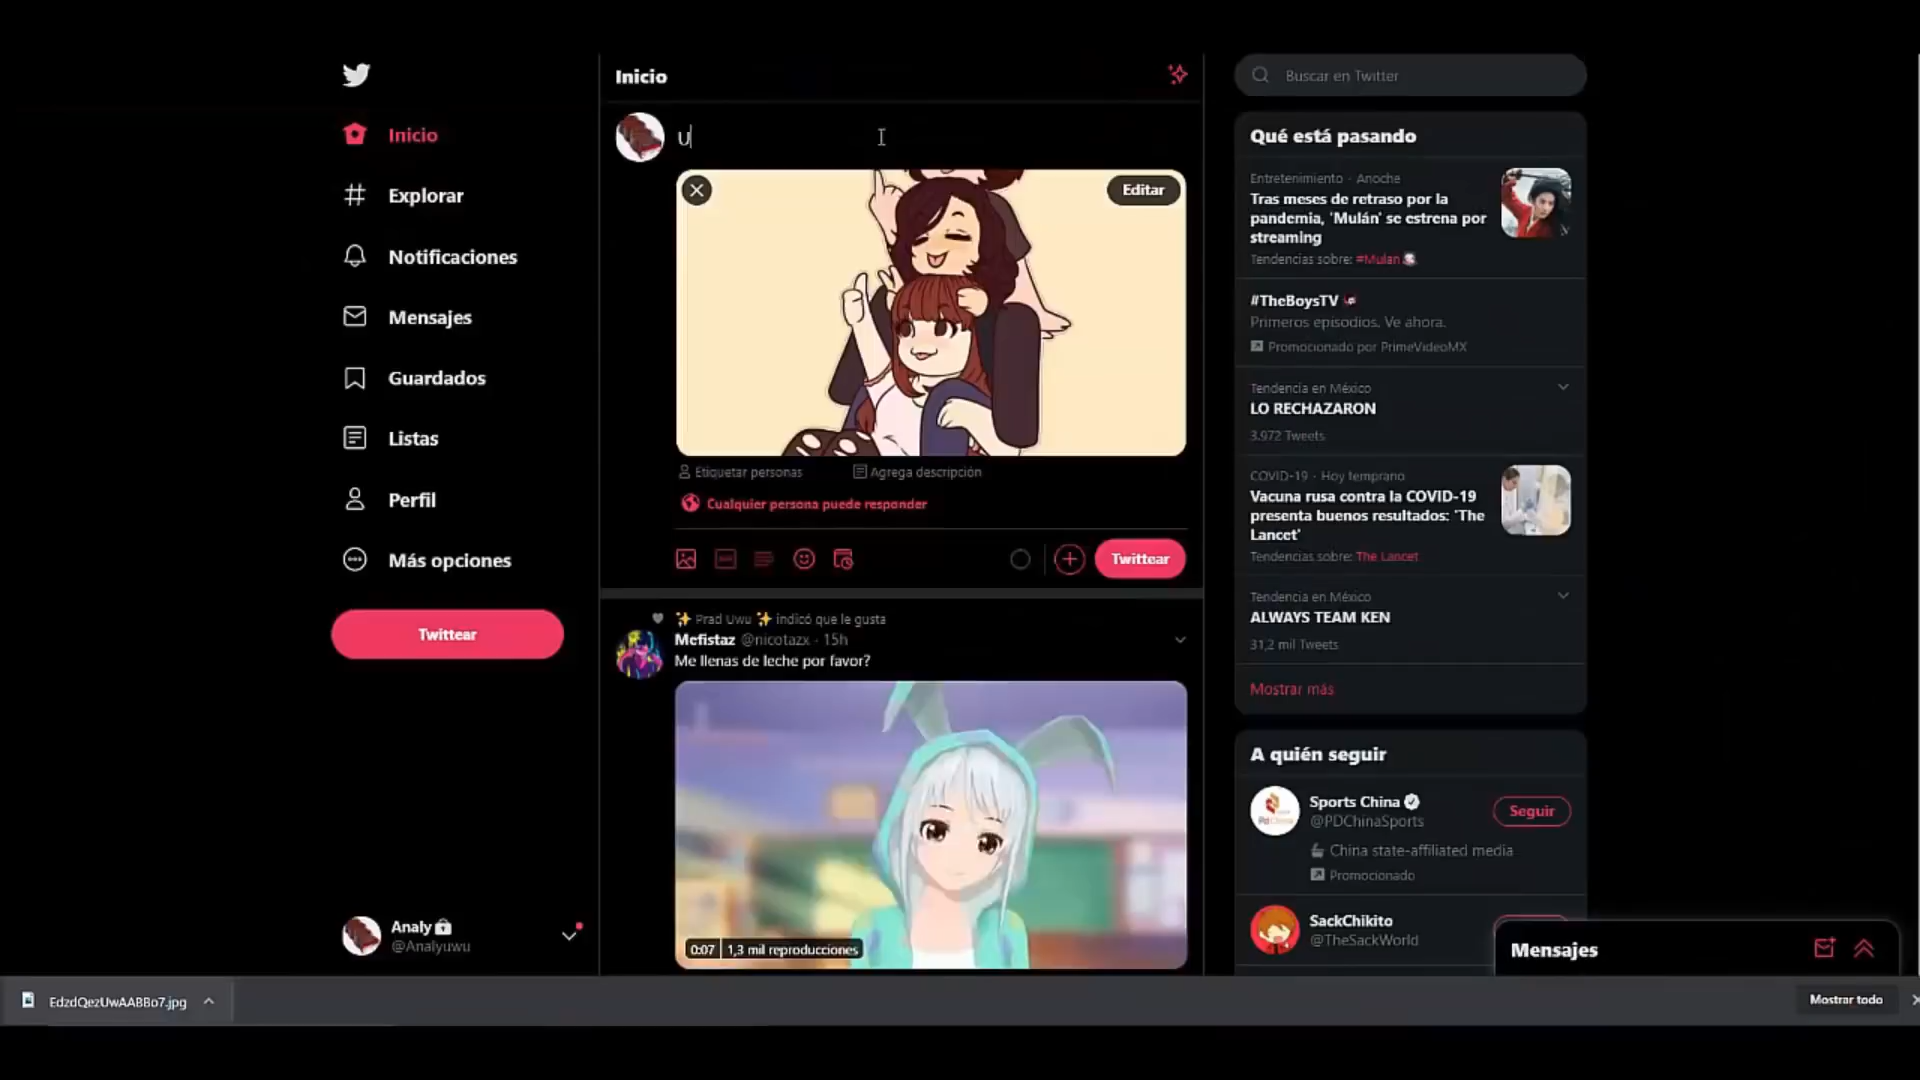 Inicio
Explorar
Notificaciones
Mensajes
Guardados
Listas
Perfil
Más opciones
Twittear
Analy
@Analyuwu
Inicio
u
Editar
Etiquetar personas
Agrega descripción
Cualquier persona puede responder
Twittear
✨ Prad Uwu ✨ indicó que le gusta
Mefistaz @nicotazx · 15h
Me llenas de leche por favor?
0:07 1,3 mil reproducciones
Buscar en Twitter
Qué está pasando
Entretenimiento · Anoche
Tras meses de retraso por la
pandemia, 'Mulán' se estrena por
streaming
Tendencias sobre: #Mulan
#TheBoysTV
Primeros episodios. Ve ahora.
Promocionado por PrimeVideoMX
Tendencia en México
LO RECHAZARON
3.972 Tweets
COVID-19 · Hoy temprano
Vacuna rusa contra la COVID-19
presenta buenos resultados: 'The
Lancet'
Tendencias sobre: The Lancet
Tendencia en México
ALWAYS TEAM KEN
31,2 mil Tweets
Mostrar más
A quién seguir
Sports China
@PDChinaSports
Seguir
China state-affiliated media
Promocionado
SackChikito
@TheSackWorld
Mensajes
EdzdQezUwAABBo7.jpg
Mostrar todo